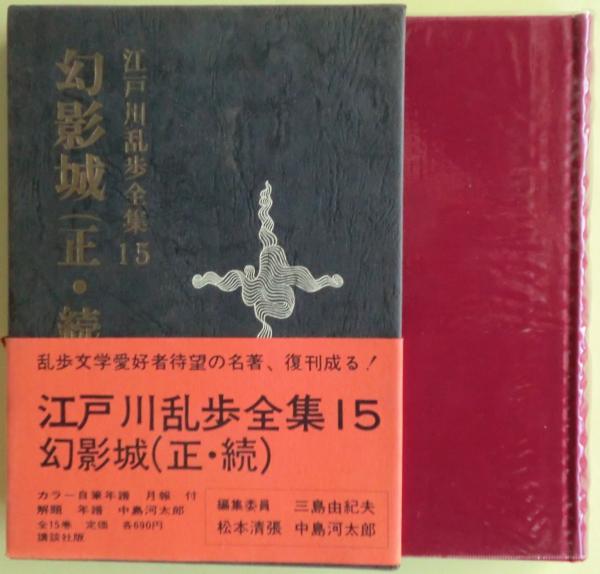 江戸川乱歩全集15
幻影城(正・続
乱歩文学愛好者待望の名著、復刊成る!
江戸川乱歩全集15
幻影城(正・続)
カラー自筆年譜 月報 付
解題 年譜 中島河太郎
全15巻 定価 各690円
講談社版
編集委員 三島由紀夫
松本清張 中島河太郎